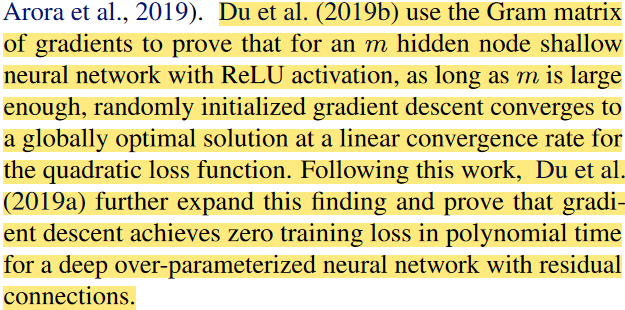 Arora et al., 2019). Du et al. (2019b) use the Gram matrix
of gradients to prove that for an m hidden node shallow
neural network with ReLU activation, as long as m is large
enough, randomly initialized gradient descent converges to
a globally optimal solution at a linear convergence rate for
the quadratic loss function. Following this work, Du et al.
(2019a) further expand this finding and prove that gradi-
ent descent achieves zero training loss in polynomial time
for a deep over-parameterized neural network with residual
connections.